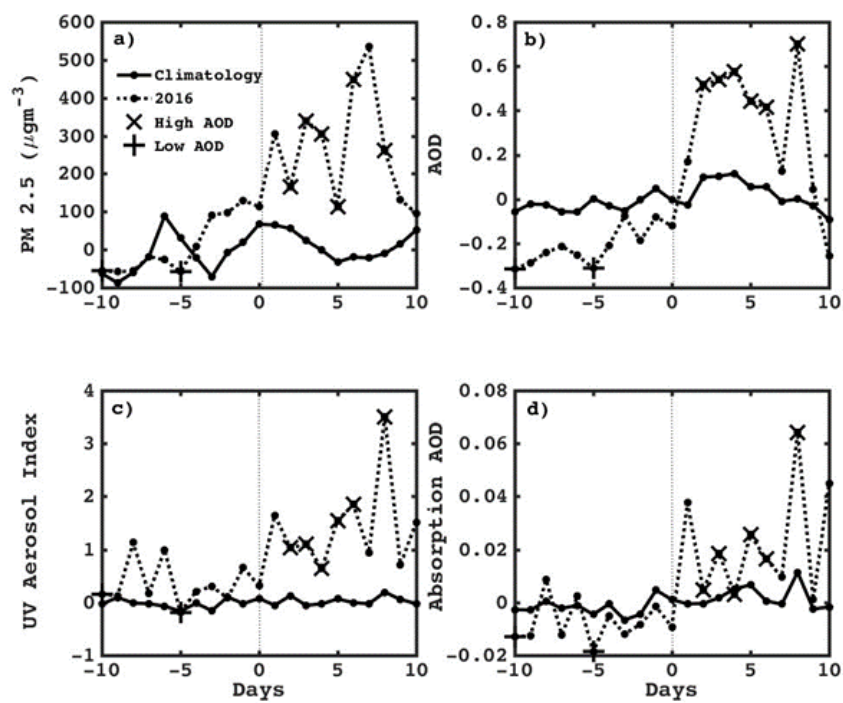 a)
Climatology
2016
High AOD
Low AOD
600
500
400
300
200
100
0
-100
-10 -5 0 5 10
PM 2.5 (μgm⁻³)
b)
0.8
0.6
0.4
0.2
0
-0.2
-0.4
-10 -5 0 5 10
AOD
c)
4
3
2
1
0
-1
-10 -5 0 5 10
UV Aerosol Index
Days
d)
0.08
0.06
0.04
0.02
0
-0.02
-10 -5 0 5 10
Absorption AOD
Days